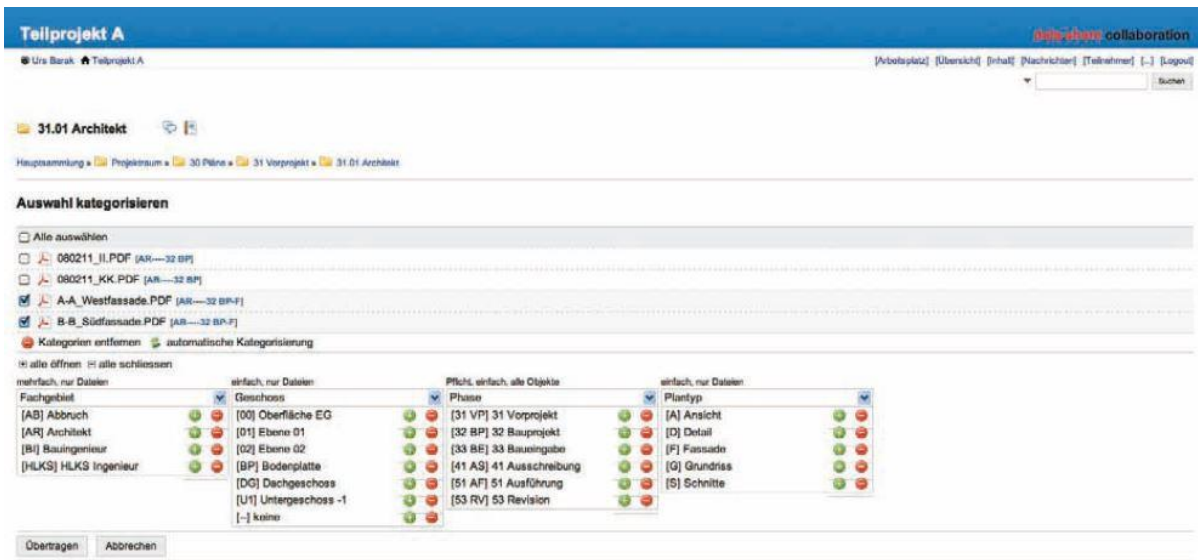 Teilprojekt A
collaboration
Urs Barak Teilprojekt A
[Arbeitsplatz] [Übersicht] [Inhalt] [Nachrichten] [Teilnehmer] [...] [Logout]
Suchen
31.01 Architekt
Hauptsammlung » Projektraum » 30 Pläne » 31 Vorprojekt » 31.01 Architekt
Auswahl kategorisieren
Alle auswählen
080211_II.PDF [AR----32 BP]
080211_KK.PDF [AR----32 BP]
A-A_Westfassade.PDF [AR----32 BP-F]
B-B_Südfassade.PDF [AR----32 BP-F]
Kategorien entfernen automatische Kategorisierung
alle öffnen alle schliessen
mehrfach, nur Dateien einfach, nur Dateien Pflicht, einfach, alle Objekte einfach, nur Dateien
Fachgebiet Geschoss Phase Plantyp
[AB] Abbruch [00] Oberfläche EG [31 VP] 31 Vorprojekt [A] Ansicht
[AR] Architekt [01] Ebene 01 [32 BP] 32 Bauprojekt [D] Detail
[BI] Bauingenieur [02] Ebene 02 [33 BE] 33 Baueingabe [F] Fassade
[HLKS] HLKS Ingenieur [BP] Bodenplatte [41 AS] 41 Ausschreibung [G] Grundriss
[DG] Dachgeschoss [51 AF] 51 Ausführung [S] Schnitte
[U1] Untergeschoss -1 [53 RV] 53 Revision
[--] keine
Übertragen Abbrechen